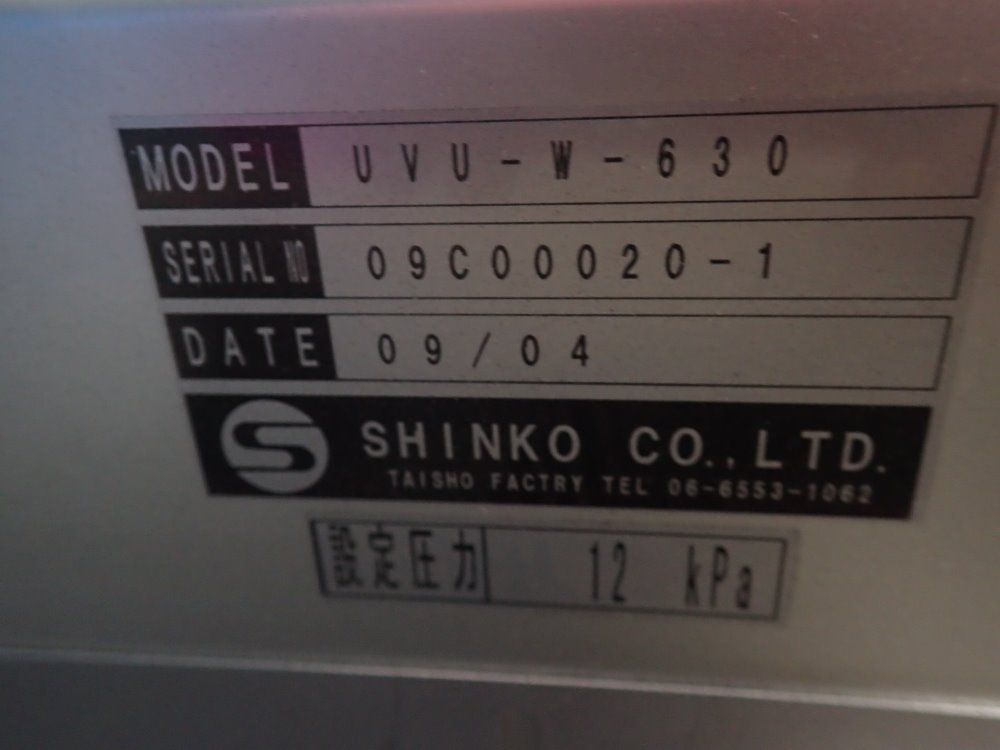 MODEL UVU-W-630
SERIAL NO 09C00020-1
DATE 09/04
SHINKO CO.,LTD.
TAISHO FACTRY TEL 06-6553-1062
設定圧力 12 kPa